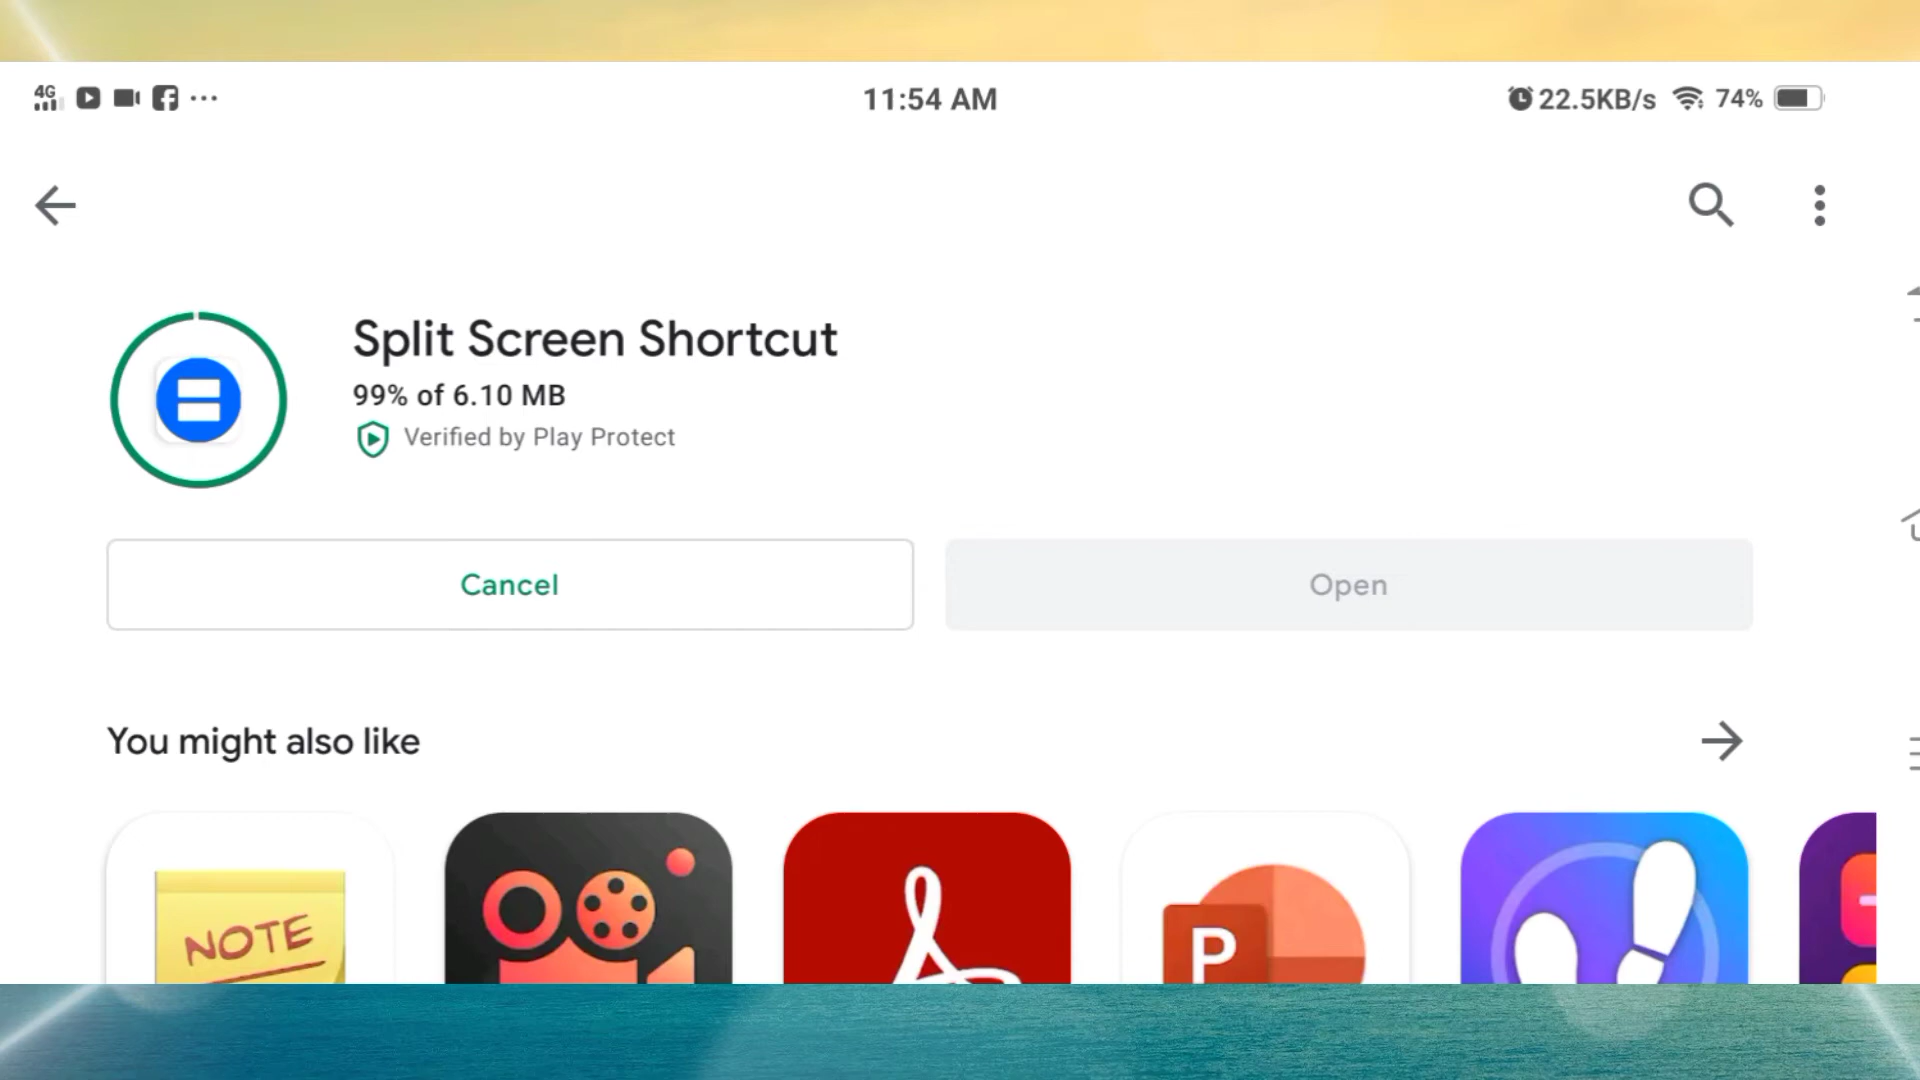 4G 11:54 AM 22.5KB/s 74%
Split Screen Shortcut
99% of 6.10 MB
Verified by Play Protect
Cancel Open
You might also like
NOTE P